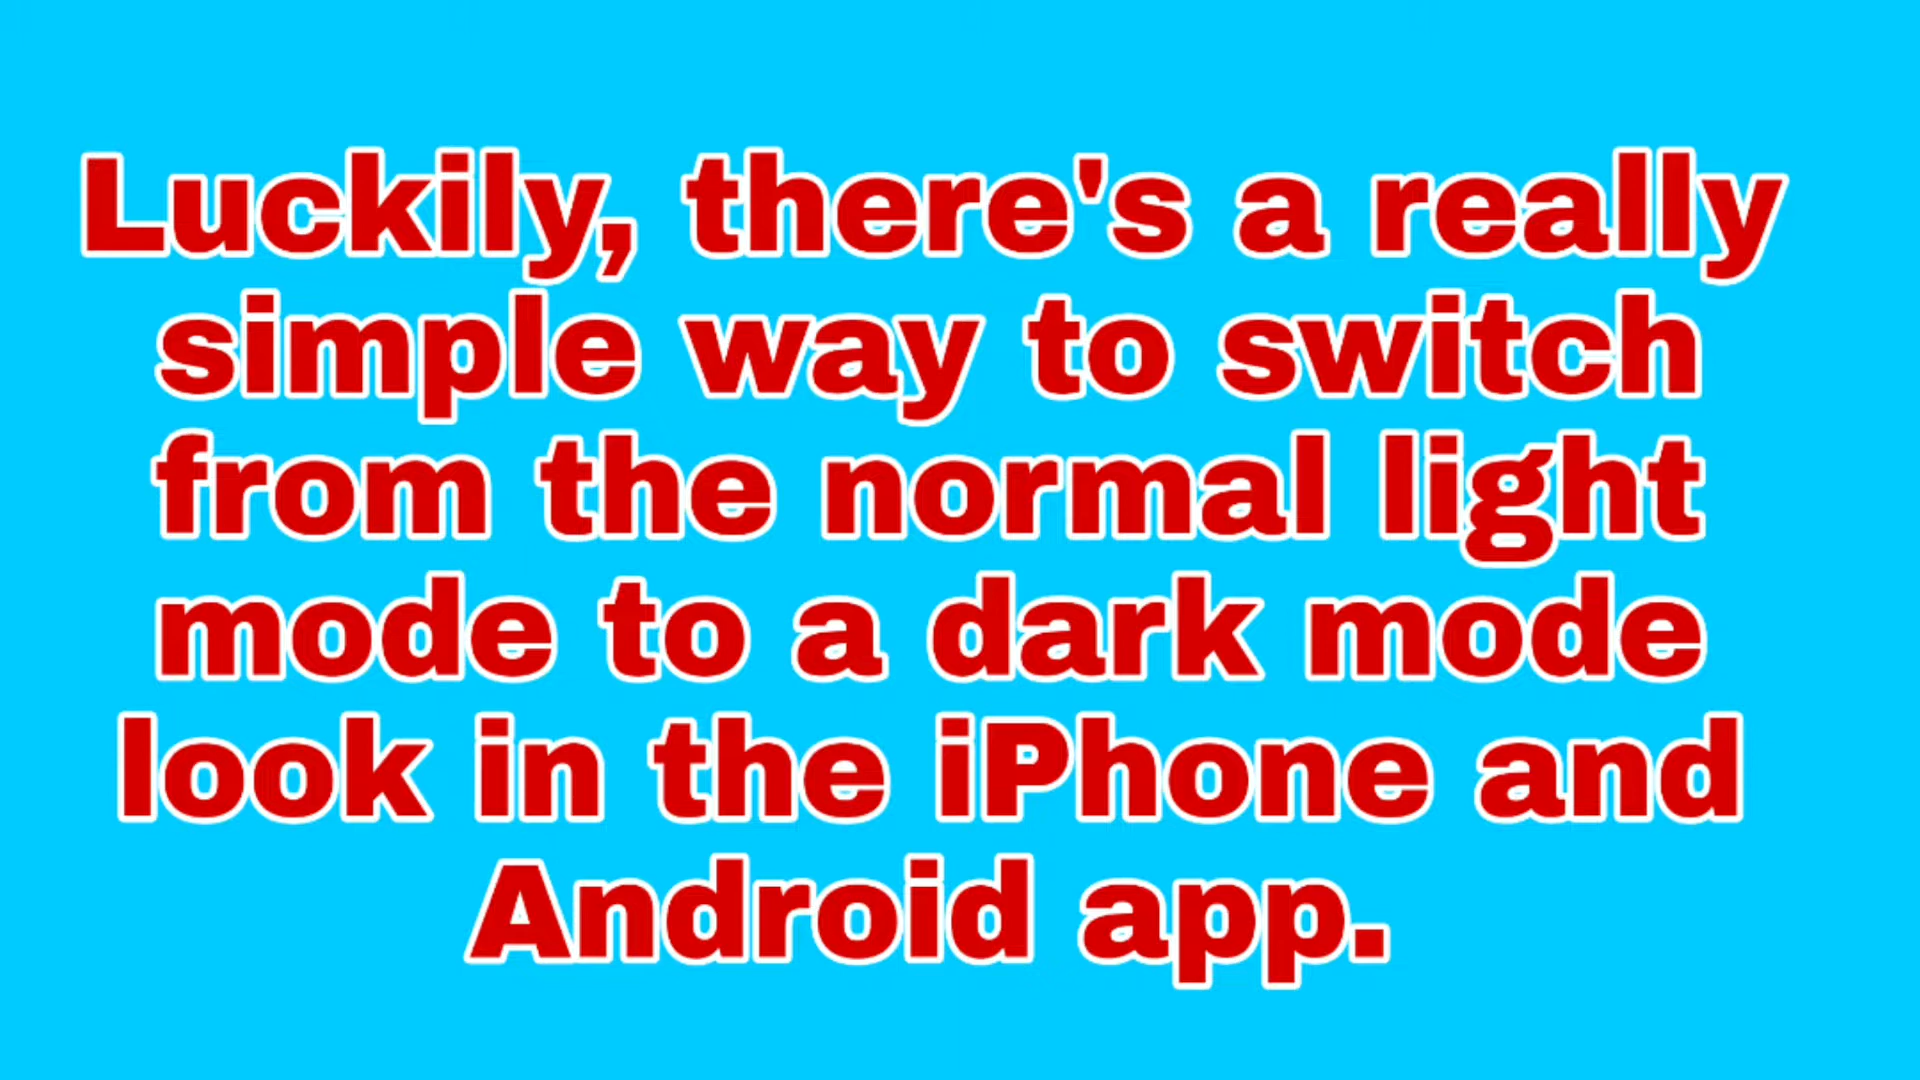 Luckily, there's a really
simple way to switch
from the normal light
mode to a dark mode
look in the iPhone and
Android app.